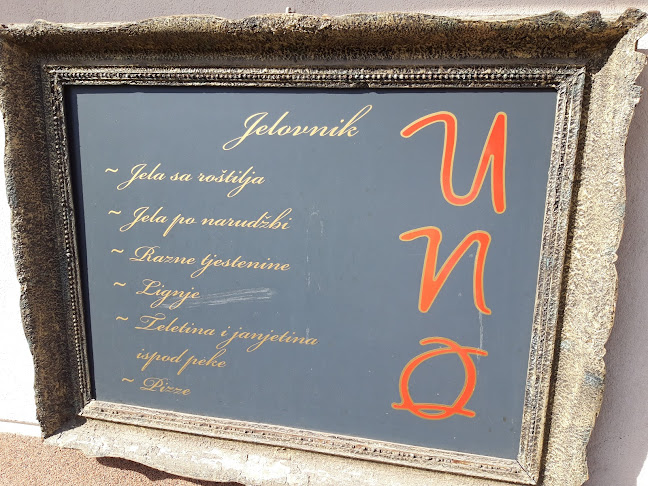 Jelovnik
~ Jela sa roštilja
~ Jela po narudžbi
~ Razne tjestenine
~ Lignje
~ Teletina i janjetina
ispod peke
~ Pizze
UNO